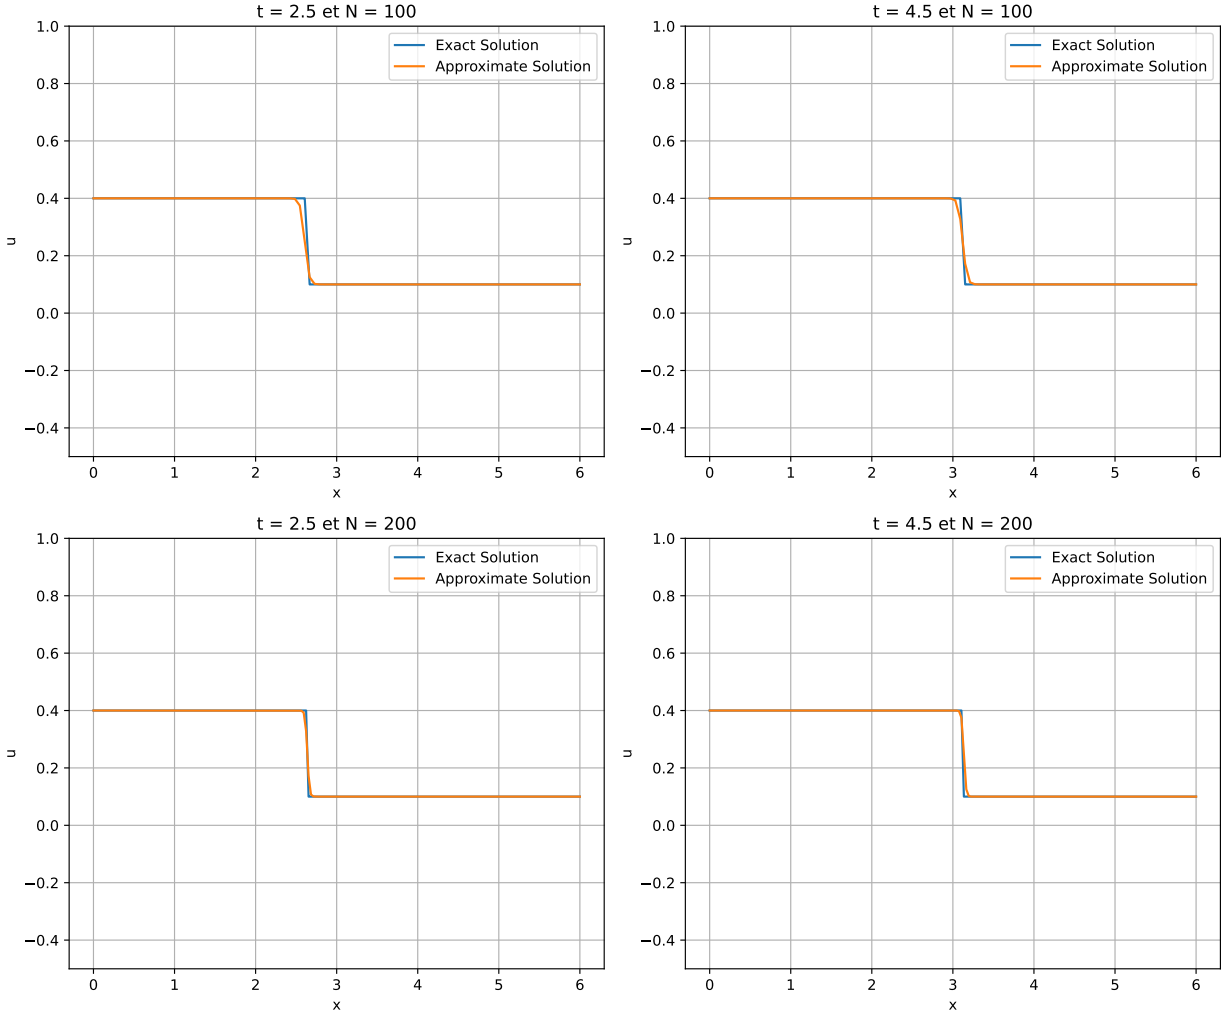 t = 2.5 et N = 100
1.0
0.8
0.6
0.4
0.2
0.0
−0.2
−0.4
u
0 1 2 3 4 5 6
x
Exact Solution
Approximate Solution
t = 4.5 et N = 100
1.0
0.8
0.6
0.4
0.2
0.0
−0.2
−0.4
u
0 1 2 3 4 5 6
x
Exact Solution
Approximate Solution
t = 2.5 et N = 200
1.0
0.8
0.6
0.4
0.2
0.0
−0.2
−0.4
u
0 1 2 3 4 5 6
x
Exact Solution
Approximate Solution
t = 4.5 et N = 200
1.0
0.8
0.6
0.4
0.2
0.0
−0.2
−0.4
u
0 1 2 3 4 5 6
x
Exact Solution
Approximate Solution